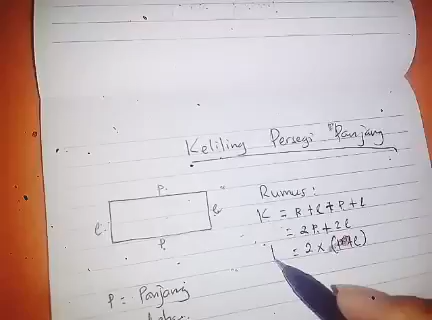 Keliling Persegi Panjang
P
l
l
P
Rumus:
K = P + l + P + l
= 2P + 2l
= 2 × (P+l)
P = Panjang